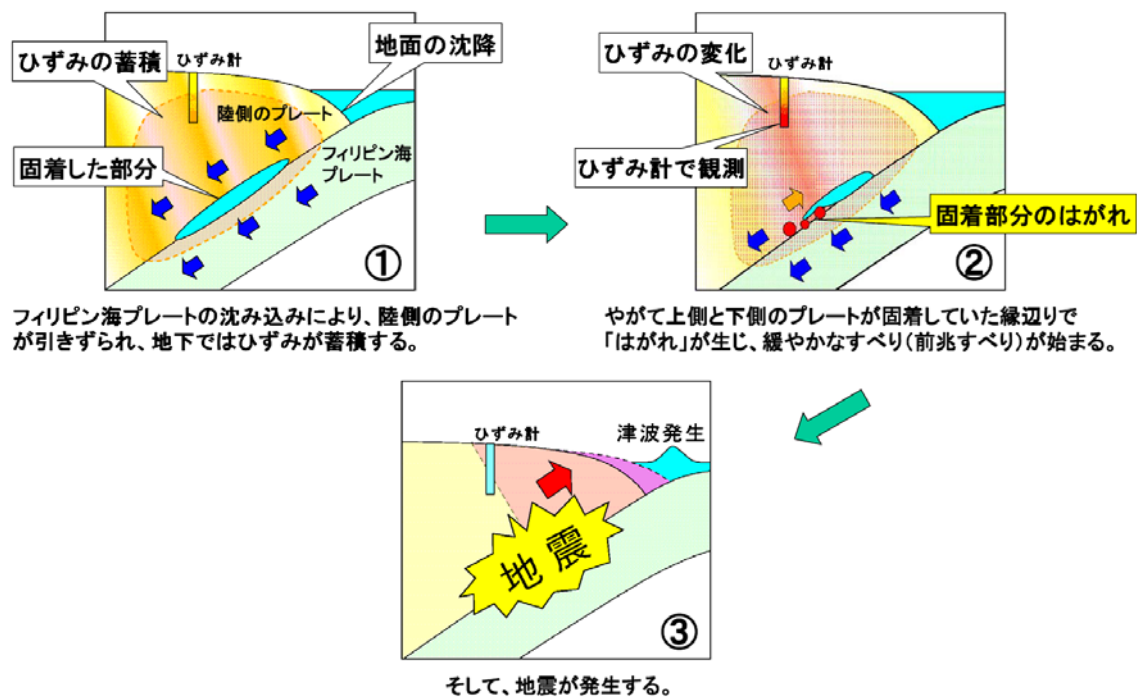 ひずみの蓄積
ひずみ計
地面の沈降
陸側のプレート
固着した部分
フィリピン海
プレート
①
フィリピン海プレートの沈み込みにより、陸側のプレート
が引きずられ、地下ではひずみが蓄積する。
ひずみの変化
ひずみ計
ひずみ計で観測
固着部分のはがれ
②
やがて上側と下側のプレートが固着していた縁辺りで
「はがれ」が生じ、緩やかなすべり(前兆すべり)が始まる。
ひずみ計
津波発生
地震
③
そして、地震が発生する。